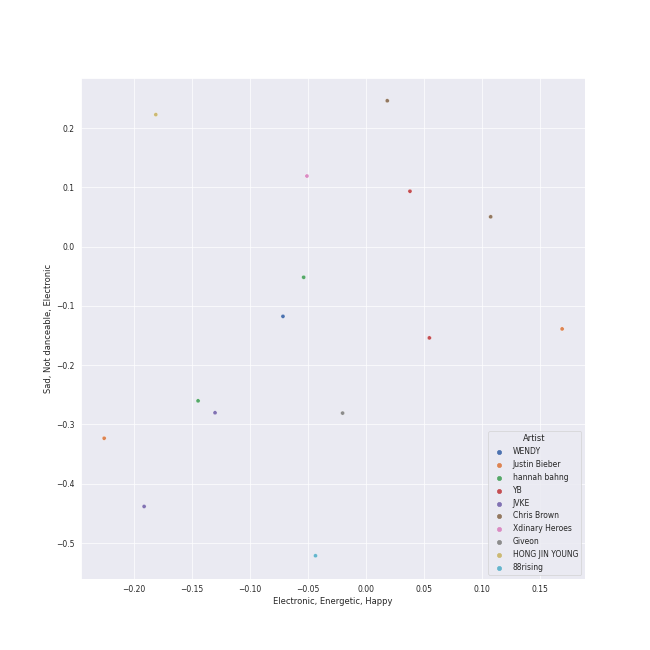 0.2
0.1
0.0
−0.1
−0.2
−0.3
−0.4
−0.5
Sad, Not danceable, Electronic
Artist
WENDY
Justin Bieber
hannah bahng
YB
JVKE
Chris Brown
Xdinary Heroes
Giveon
HONG JIN YOUNG
88rising
−0.20 −0.15 −0.10 −0.05 0.00 0.05 0.10 0.15
Electronic, Energetic, Happy